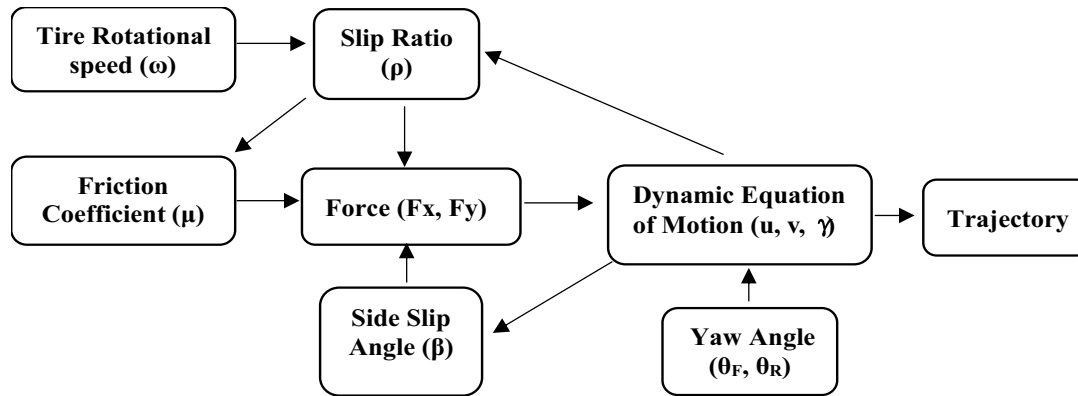 Tire Rotational
speed (ω)
Slip Ratio
(ρ)
Friction
Coefficient (μ)
Force (Fx, Fy)
Dynamic Equation
of Motion (u, v, γ)
Trajectory
Side Slip
Angle (β)
Yaw Angle
(θF, θR)